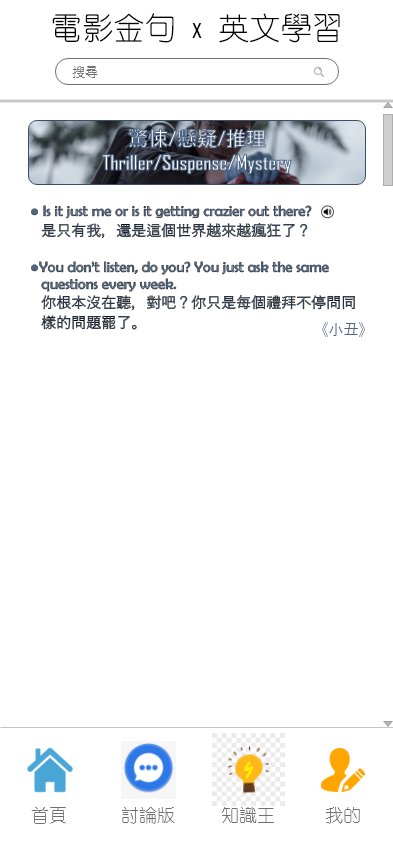 電影金句 x 英文學習
搜尋
驚悚/懸疑/推理
Thriller/Suspense/Mystery
• Is it just me or is it getting crazier out there?
是只有我，還是這個世界越來越瘋狂了？
•You don't listen, do you? You just ask the same
questions every week.
你根本沒在聽，對吧？你只是每個禮拜不停問同
樣的問題罷了。
《小丑》
首頁 討論版 知識王 我的